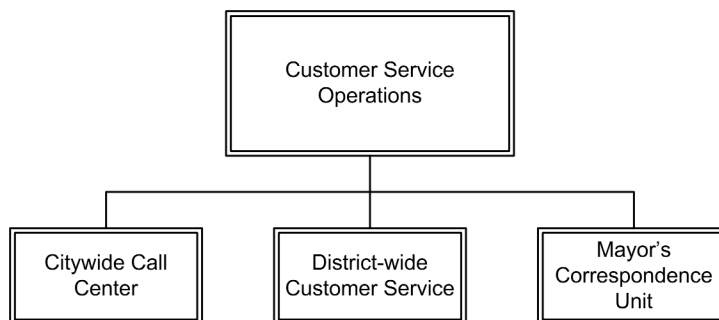 Customer Service
Operations
Citywide Call
Center
District-wide
Customer Service
Mayor’s
Correspondence
Unit